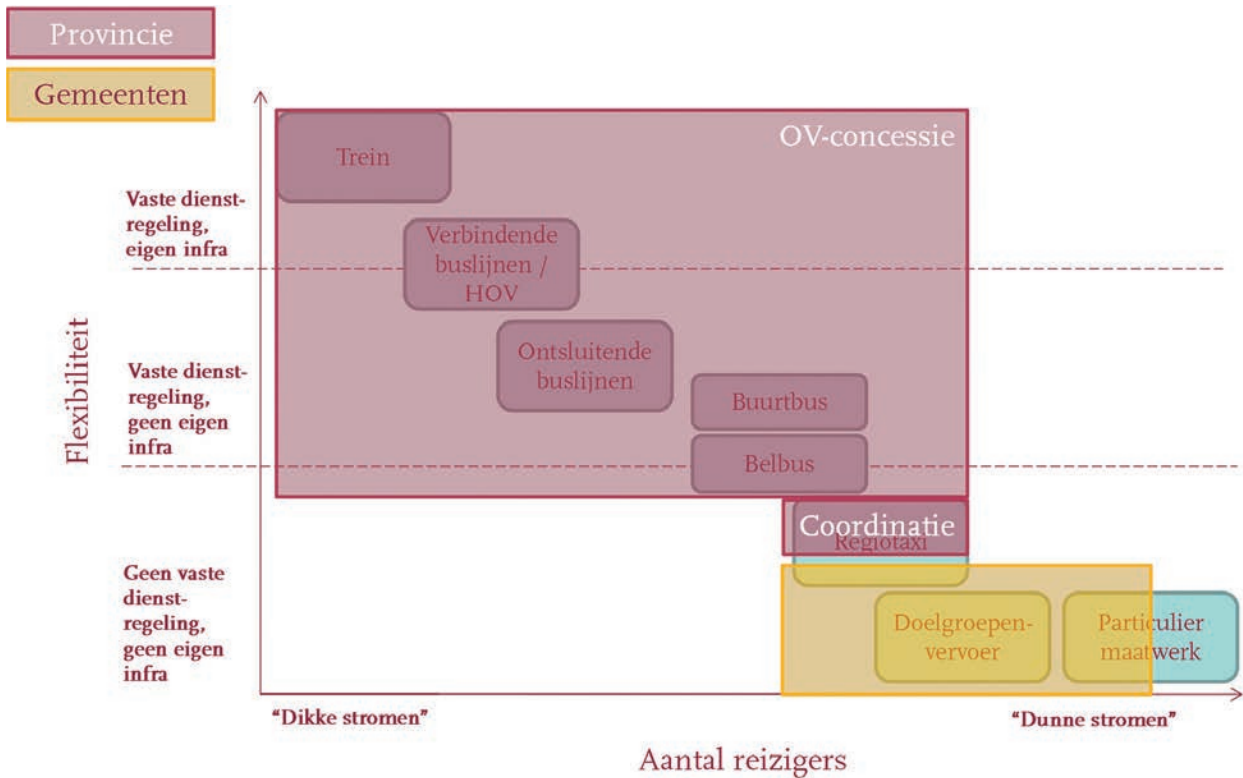 Provincie
Gemeenten
OV-concessie
Trein
Vaste dienst-
regeling,
eigen infra
Verbindende
buslijnen /
HOV
Flexibiliteit
Ontsluitende
buslijnen
Vaste dienst-
regeling,
geen eigen
infra
Buurtbus
Belbus
Coordinatie
Regiotaxi
Geen vaste
dienst-
regeling,
geen eigen
infra
Doelgroepen-
vervoer
Particulier
maatwerk
“Dikke stromen”
“Dunne stromen”
Aantal reizigers